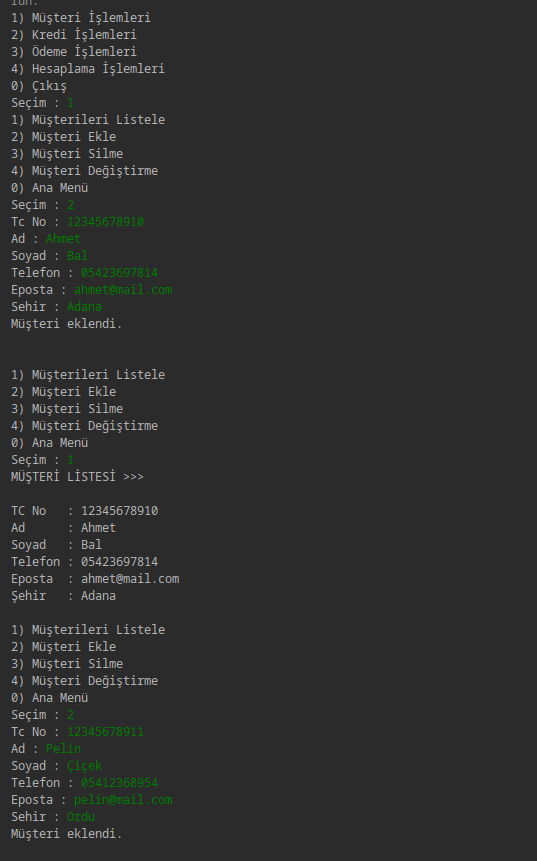 run:
1) Müşteri İşlemleri
2) Kredi İşlemleri
3) Ödeme İşlemleri
4) Hesaplama İşlemleri
0) Çıkış
Seçim : 1
1) Müşterileri Listele
2) Müşteri Ekle
3) Müşteri Silme
4) Müşteri Değiştirme
0) Ana Menü
Seçim : 2
Tc No : 12345678910
Ad : Ahmet
Soyad : Bal
Telefon : 05423697814
Eposta : ahmet@mail.com
Sehir : Adana
Müşteri eklendi.
1) Müşterileri Listele
2) Müşteri Ekle
3) Müşteri Silme
4) Müşteri Değiştirme
0) Ana Menü
Seçim : 1
MÜŞTERİ LİSTESİ >>>
TC No   : 12345678910
Ad      : Ahmet
Soyad   : Bal
Telefon : 05423697814
Eposta  : ahmet@mail.com
Şehir   : Adana
1) Müşterileri Listele
2) Müşteri Ekle
3) Müşteri Silme
4) Müşteri Değiştirme
0) Ana Menü
Seçim : 2
Tc No : 12345678911
Ad : Pelin
Soyad : Çiçek
Telefon : 05412368954
Eposta : pelin@mail.com
Sehir : Ordu
Müşteri eklendi.